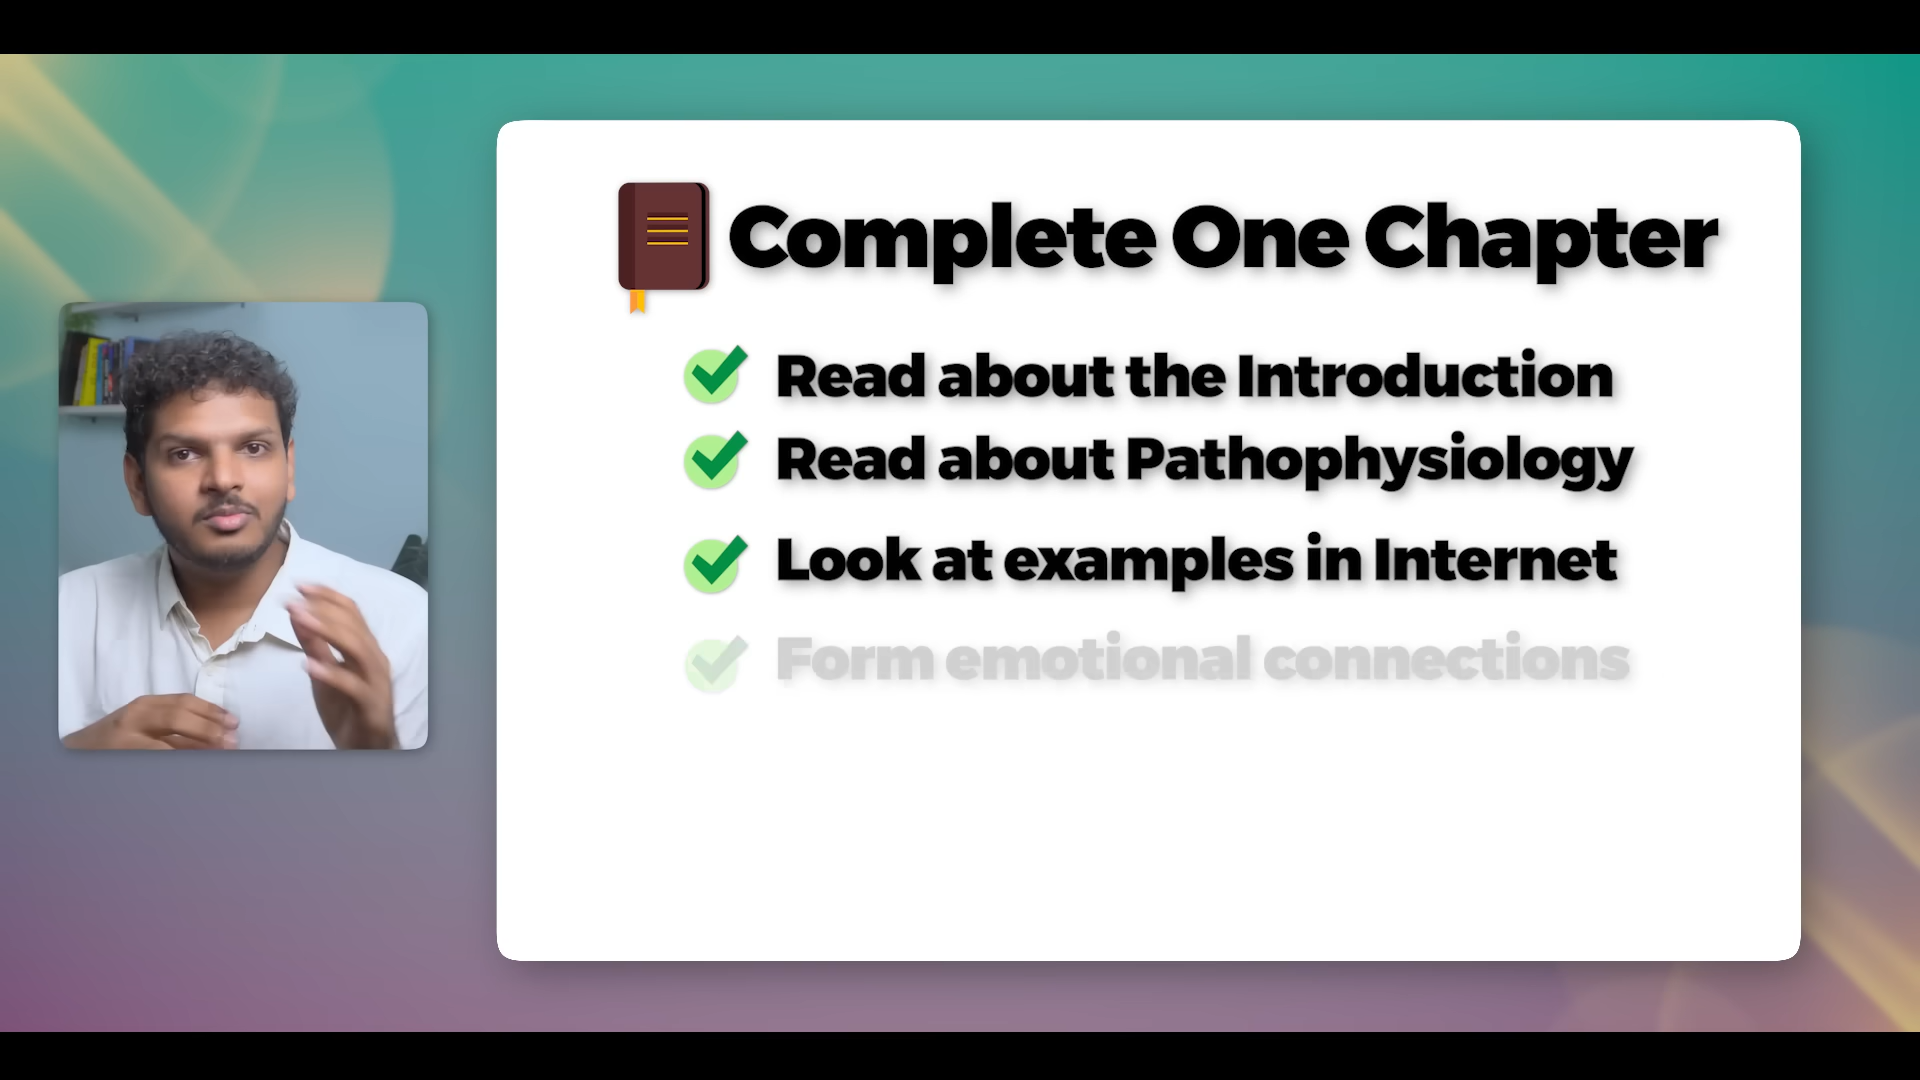 Complete One Chapter
Read about the Introduction
Read about Pathophysiology
Look at examples in Internet
Form emotional connections